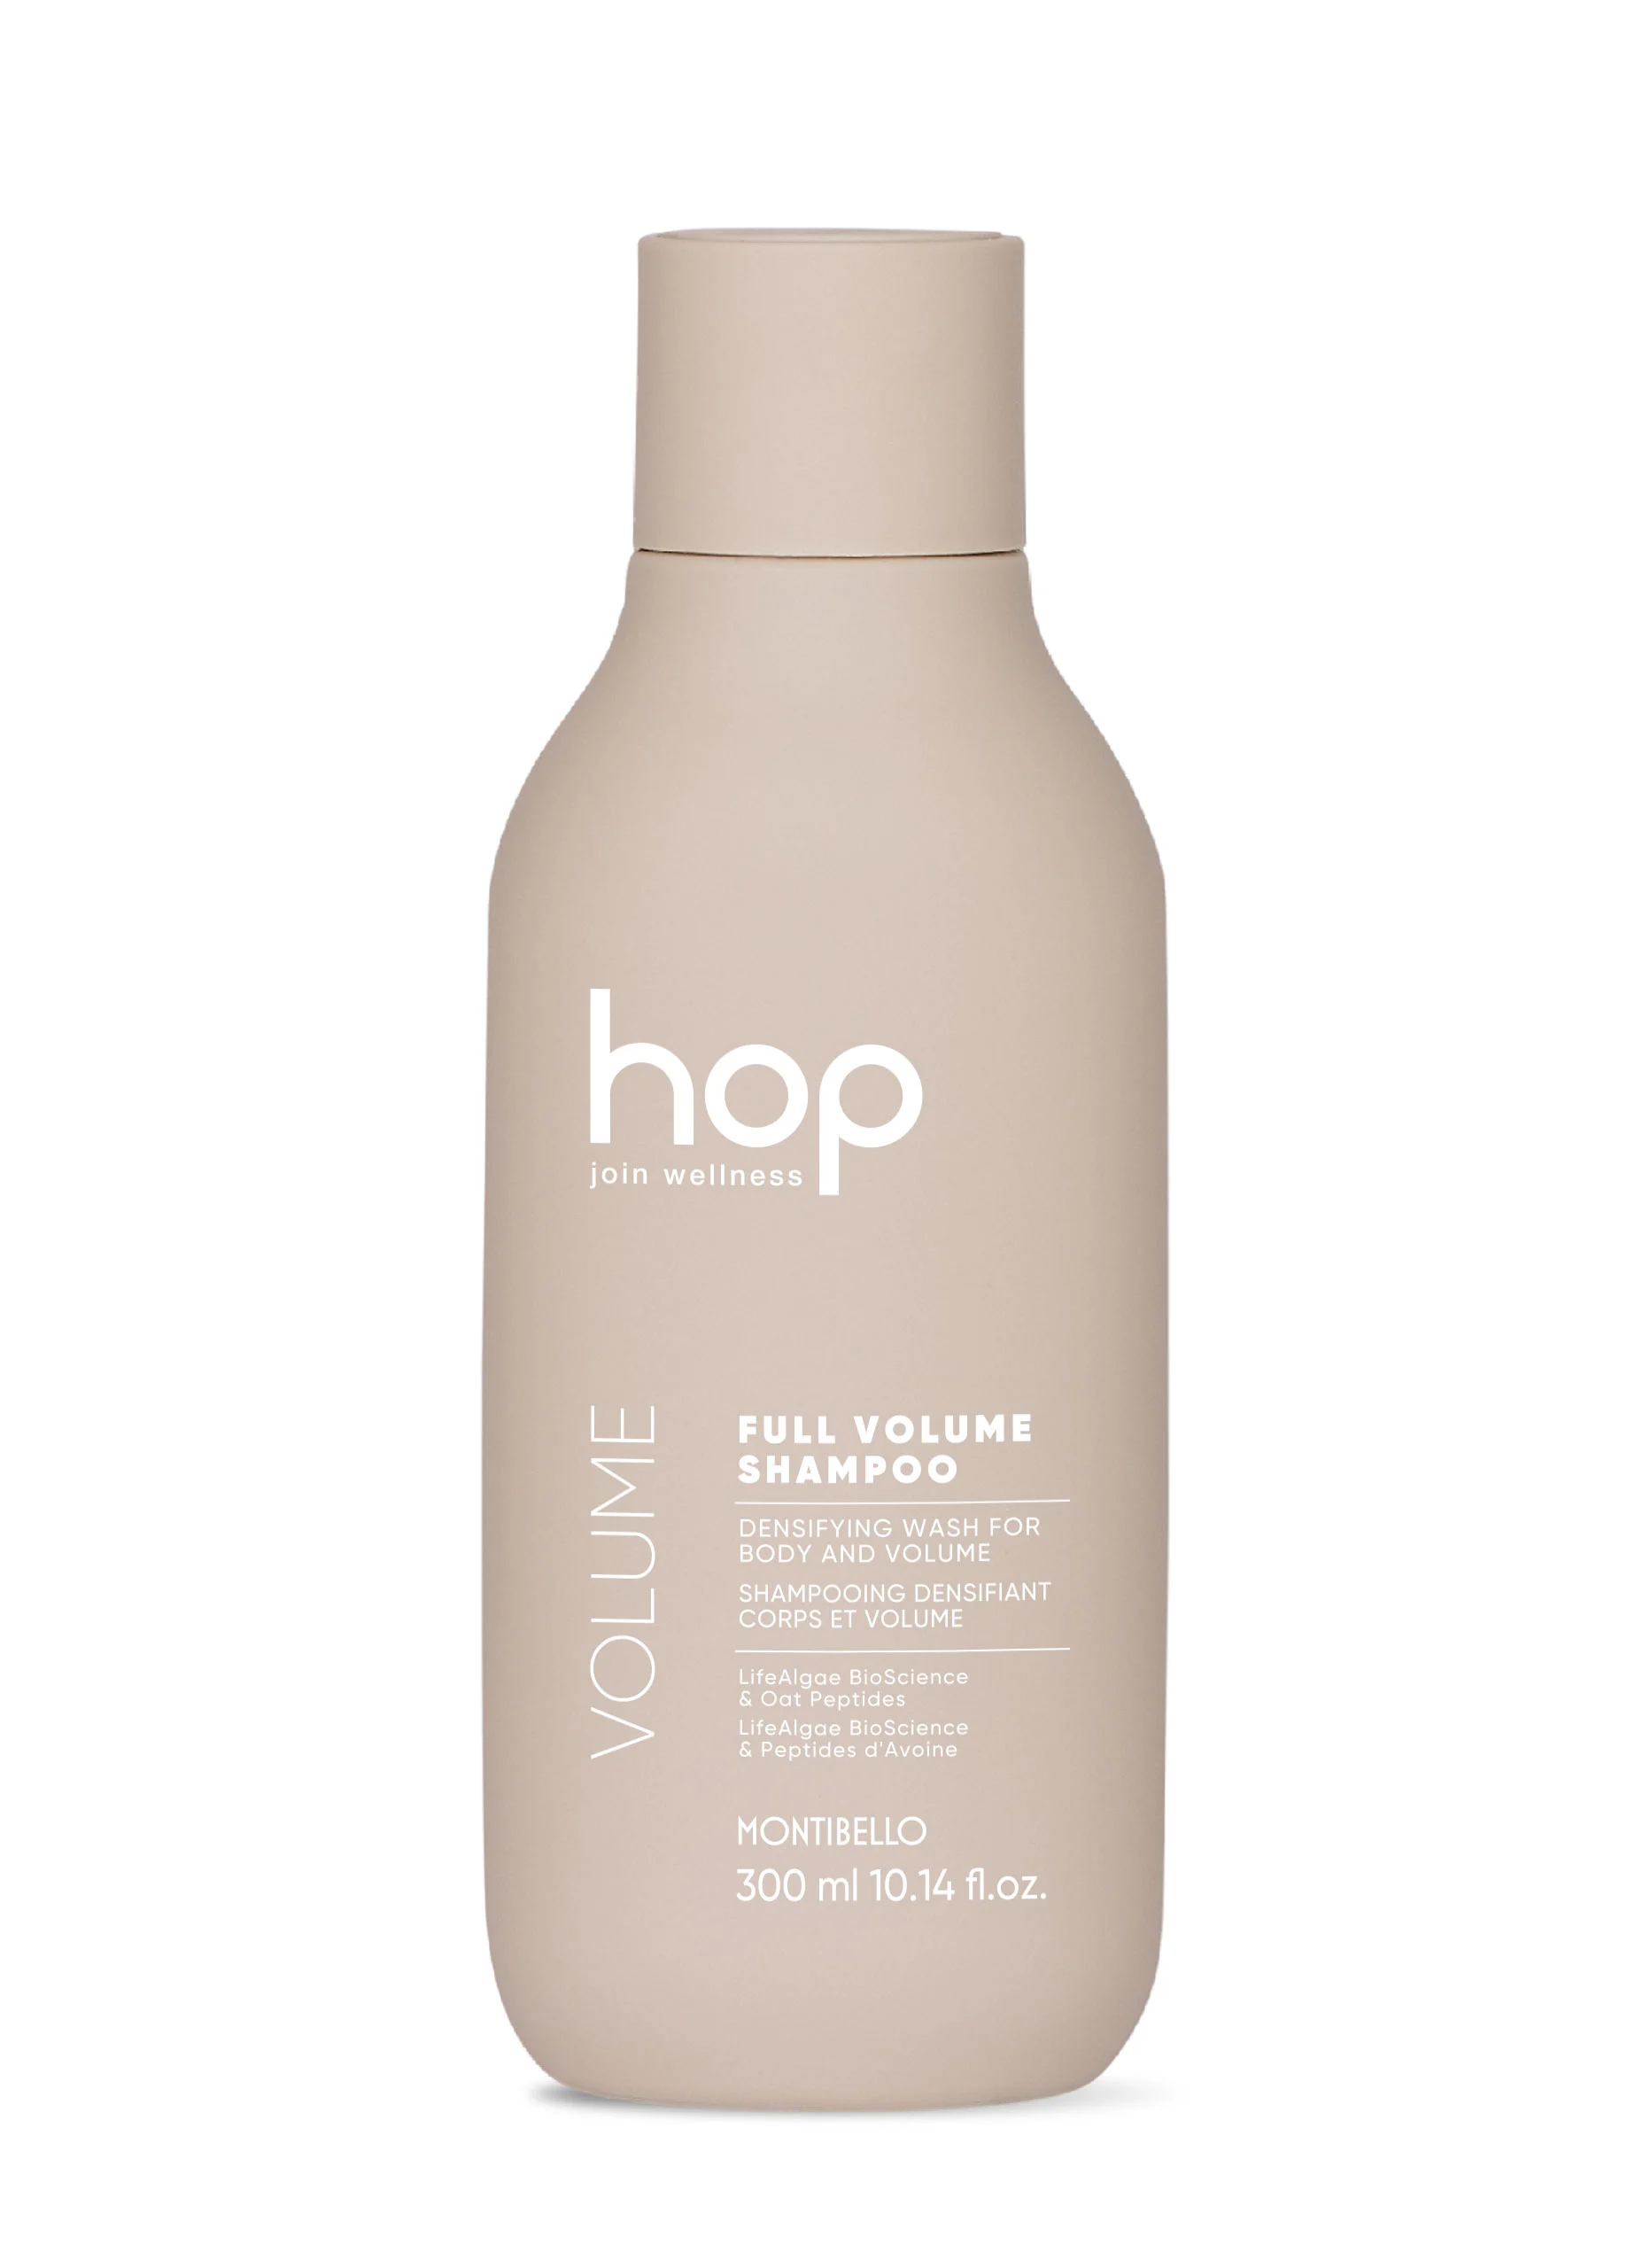 hop
join wellness
VOLUME
FULL VOLUME
SHAMPOO
DENSIFYING WASH FOR
BODY AND VOLUME
SHAMPOOING DENSIFIANT
CORPS ET VOLUME
LifeAlgae BioScience
& Oat Peptides
LifeAlgae BioScience
& Peptides d'Avoine
MONTIBELLO
300 ml 10.14 fl.oz.